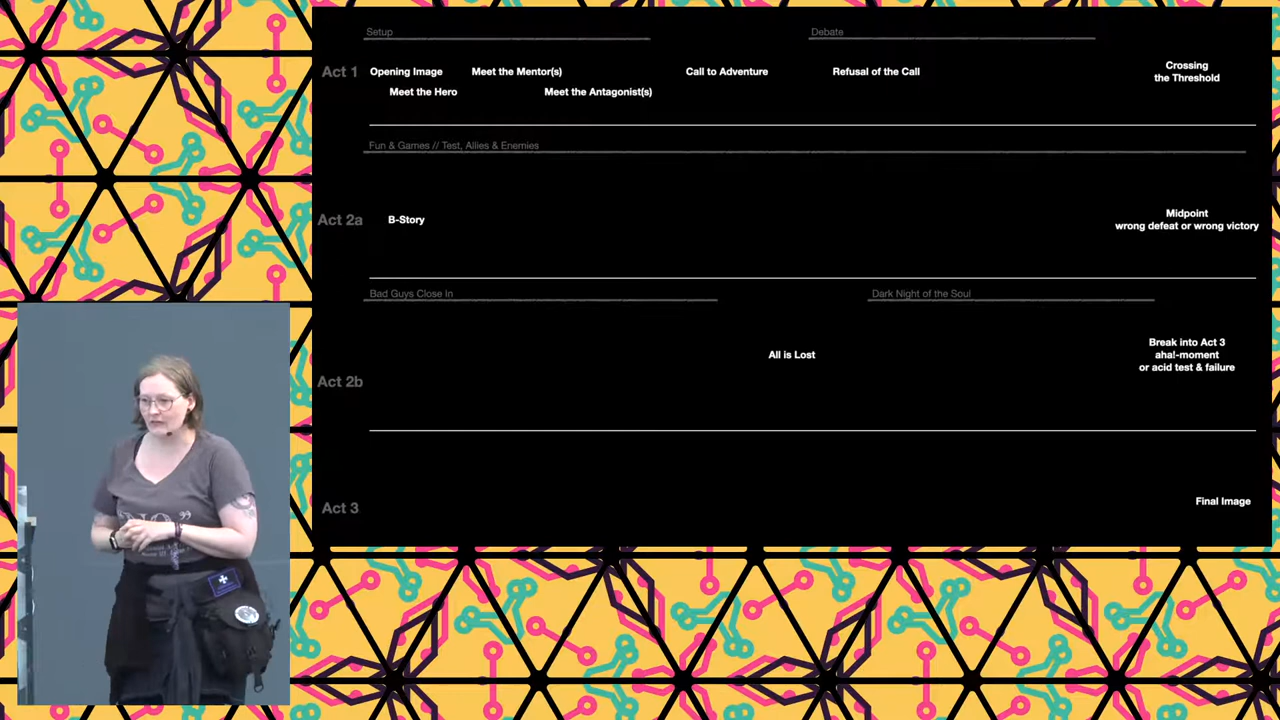 Setup
Debate
Act 1
Opening Image
Meet the Mentor(s)
Call to Adventure
Refusal of the Call
Crossing
the Threshold
Meet the Hero
Meet the Antagonist(s)
Fun & Games // Test, Allies & Enemies
Act 2a
B-Story
Midpoint
wrong defeat or wrong victory
Bad Guys Close In
Dark Night of the Soul
Act 2b
All is Lost
Break into Act 3
aha!-moment
or acid test & failure
Act 3
Final Image
"NO."